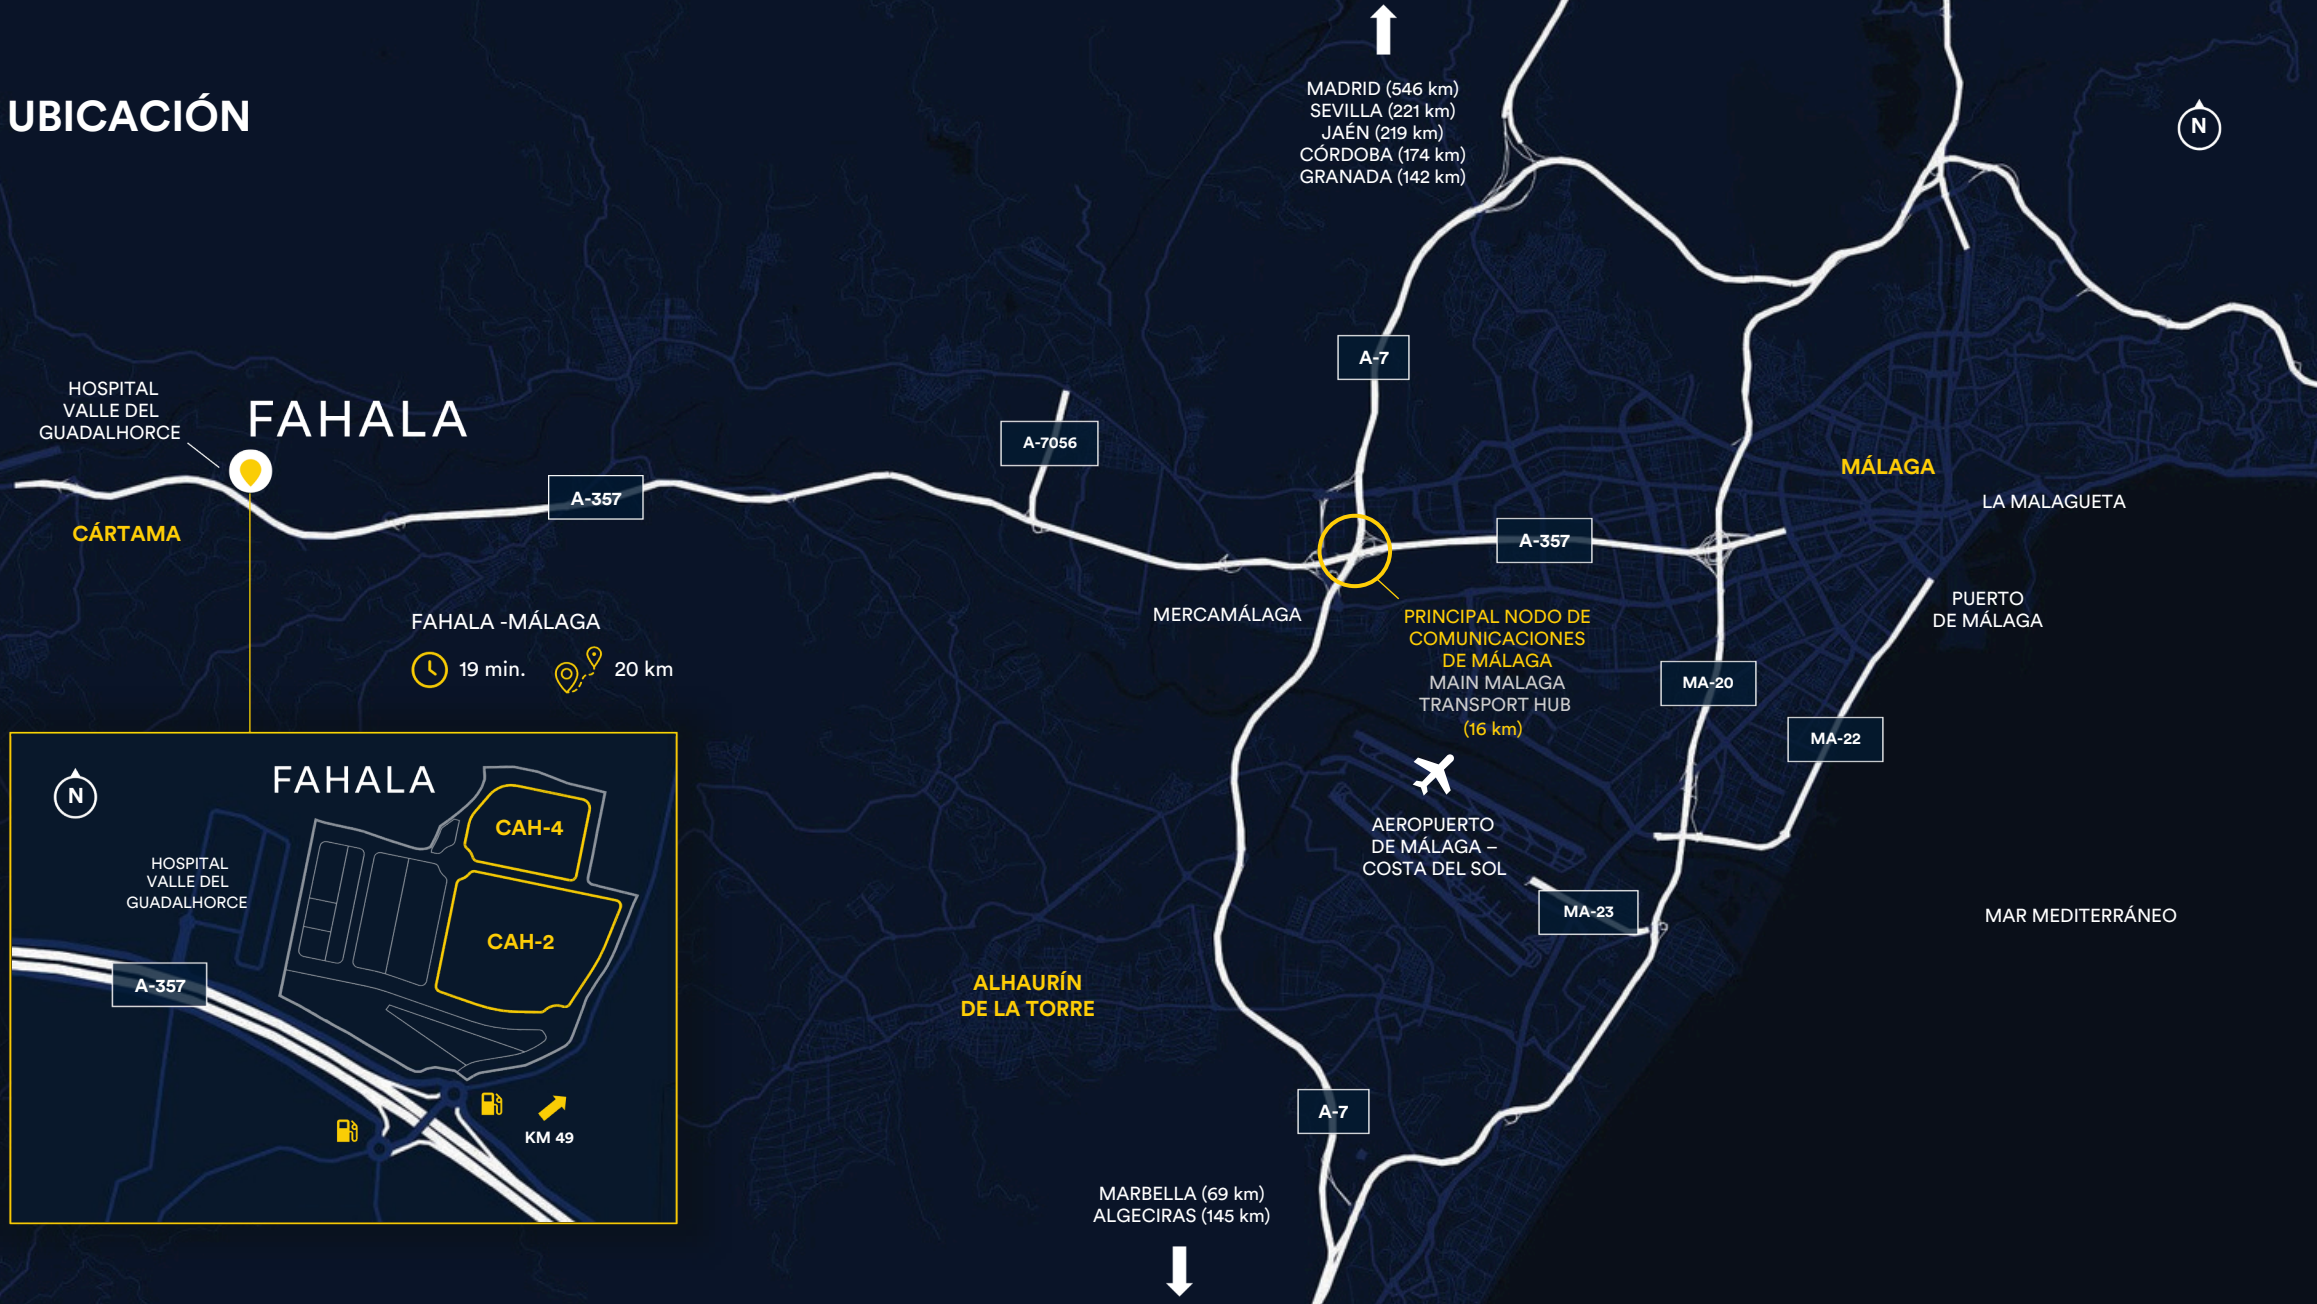 UBICACIÓN
MADRID (546 km)
SEVILLA (221 km)
JAÉN (219 km)
CÓRDOBA (174 km)
GRANADA (142 km)
N
A-7
HOSPITAL
VALLE DEL
GUADALHORCE
FAHALA
A-7056
A-357
CÁRTAMA
MÁLAGA
LA MALAGUETA
A-357
MERCAMÁLAGA
PRINCIPAL NODO DE
COMUNICACIONES
DE MÁLAGA
MAIN MALAGA
TRANSPORT HUB
(16 km)
PUERTO
DE MÁLAGA
FAHALA -MÁLAGA
19 min.
20 km
MA-20
MA-22
AEROPUERTO
DE MÁLAGA –
COSTA DEL SOL
MA-23
MAR MEDITERRÁNEO
ALHAURÍN
DE LA TORRE
A-7
MARBELLA (69 km)
ALGECIRAS (145 km)
N
FAHALA
CAH-4
HOSPITAL
VALLE DEL
GUADALHORCE
CAH-2
A-357
KM 49